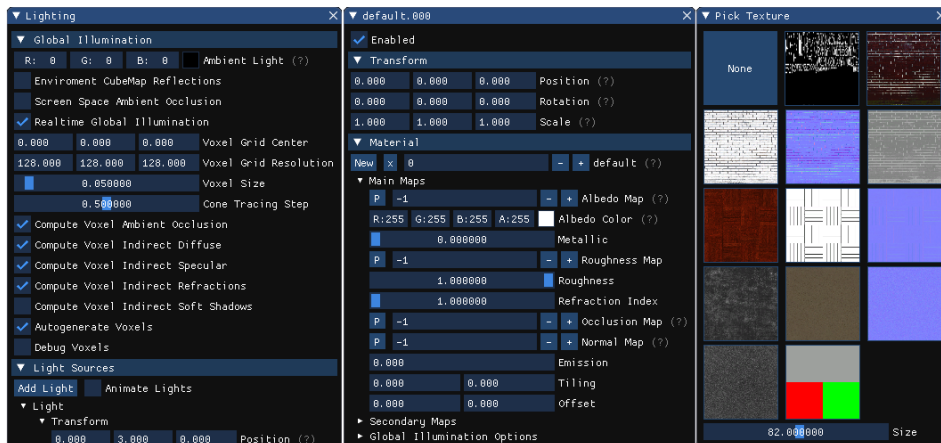 Lighting
Global Illumination
R: 0 G: 0 B: 0 Ambient Light (?)
Enviroment CubeMap Reflections
Screen Space Ambient Occlusion
Realtime Global Illumination
0.000 0.000 0.000 Voxel Grid Center
128.000 128.000 128.000 Voxel Grid Resolution
0.050000 Voxel Size
0.500000 Cone Tracing Step
Compute Voxel Ambient Occlusion
Compute Voxel Indirect Diffuse
Compute Voxel Indirect Specular
Compute Voxel Indirect Refractions
Compute Voxel Indirect Soft Shadows
Autogenerate Voxels
Debug Voxels
Light Sources
Add Light Animate Lights
Light
Transform
0.000 3.000 0.000 Position (?)
default.000
Enabled
Transform
0.000 0.000 0.000 Position (?)
0.000 0.000 0.000 Rotation (?)
1.000 1.000 1.000 Scale (?)
Material
New x 0 - + default (?)
Main Maps
P -1 - + Albedo Map (?)
R:255 G:255 B:255 A:255 Albedo Color (?)
0.000000 Metallic
P -1 - + Roughness Map
1.000000 Roughness
1.000000 Refraction Index
P -1 - + Occlusion Map (?)
P -1 - + Normal Map (?)
0.000 Emission
0.000 0.000 Tiling
0.000 0.000 Offset
Secondary Maps
Global Illumination Options
Pick Texture
None
82.000000 Size